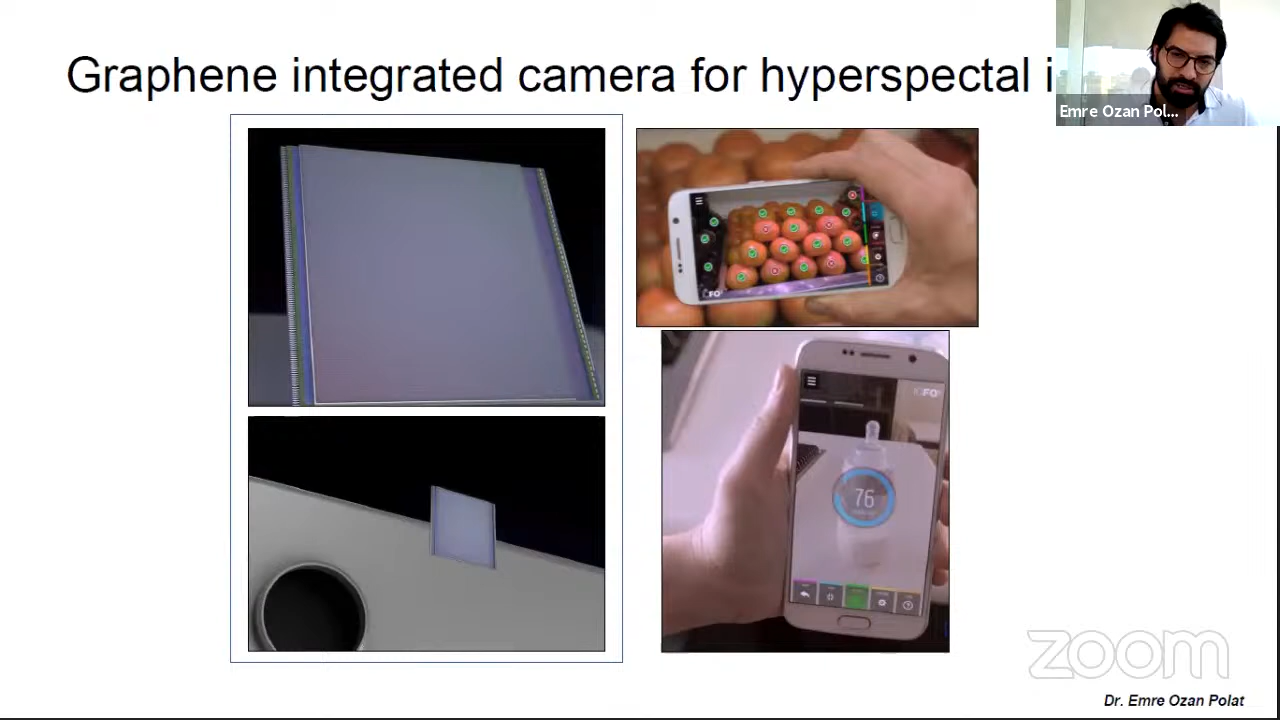 Graphene integrated camera for hyperspectal i
Emre Ozan Pol...
76
zoom
Dr. Emre Ozan Polat